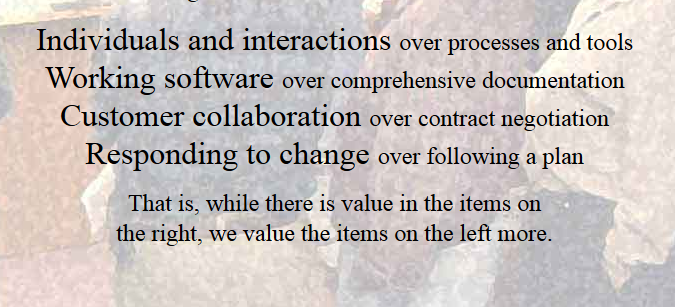 Individuals and interactions over processes and tools
Working software over comprehensive documentation
Customer collaboration over contract negotiation
Responding to change over following a plan
That is, while there is value in the items on
the right, we value the items on the left more.